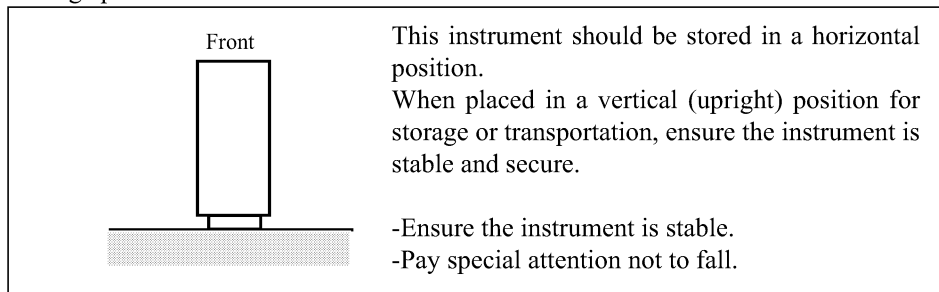 Front
This instrument should be stored in a horizontal
position.
When placed in a vertical (upright) position for
storage or transportation, ensure the instrument is
stable and secure.
-Ensure the instrument is stable.
-Pay special attention not to fall.